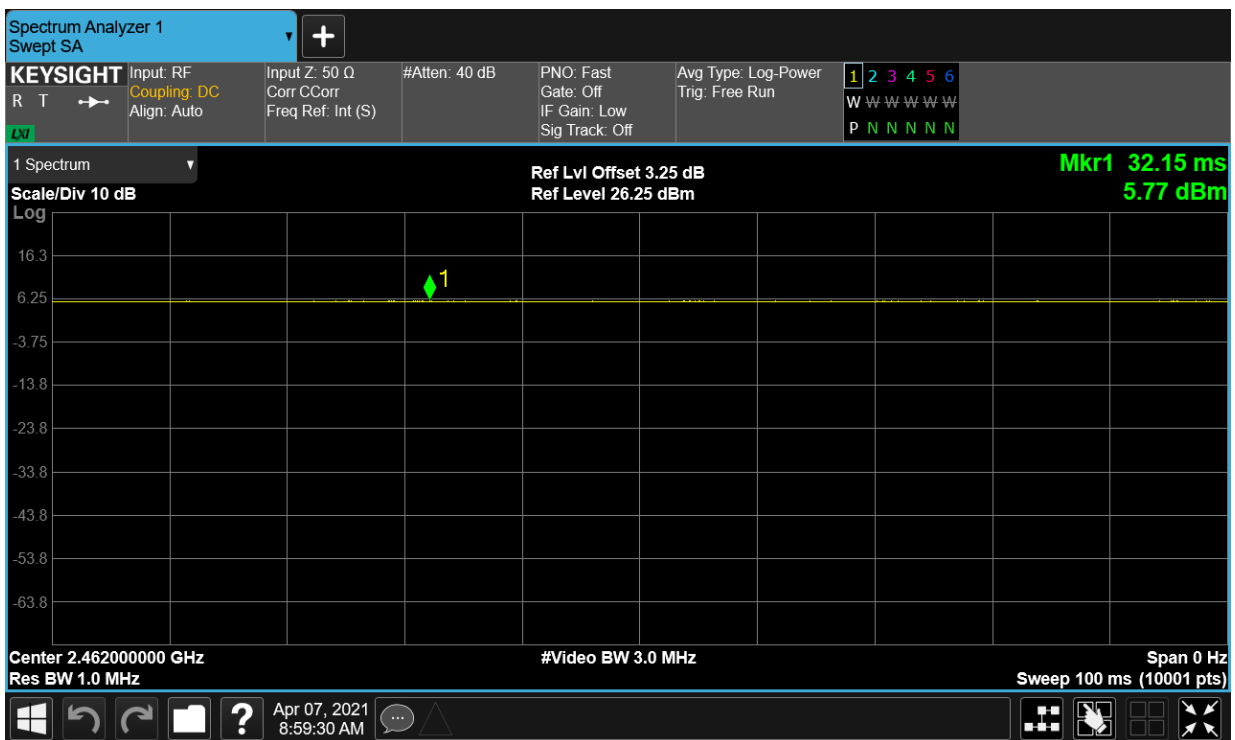 Spectrum Analyzer 1
Swept SA
KEYSIGHT
R T
LXI
Input: RF
Coupling: DC
Align: Auto
Input Z: 50 Ω
Corr CCorr
Freq Ref: Int (S)
#Atten: 40 dB
PNO: Fast
Gate: Off
IF Gain: Low
Sig Track: Off
Avg Type: Log-Power
Trig: Free Run
1 2 3 4 5 6
W W W W W W
P N N N N N
1 Spectrum
Scale/Div 10 dB
Ref Lvl Offset 3.25 dB
Ref Level 26.25 dBm
Mkr1 32.15 ms
5.77 dBm
Log
16.3
1
6.25
-3.75
-13.8
-23.8
-33.8
-43.8
-53.8
-63.8
Center 2.462000000 GHz
#Video BW 3.0 MHz
Span 0 Hz
Res BW 1.0 MHz
Sweep 100 ms (10001 pts)
?
Apr 07, 2021
8:59:30 AM